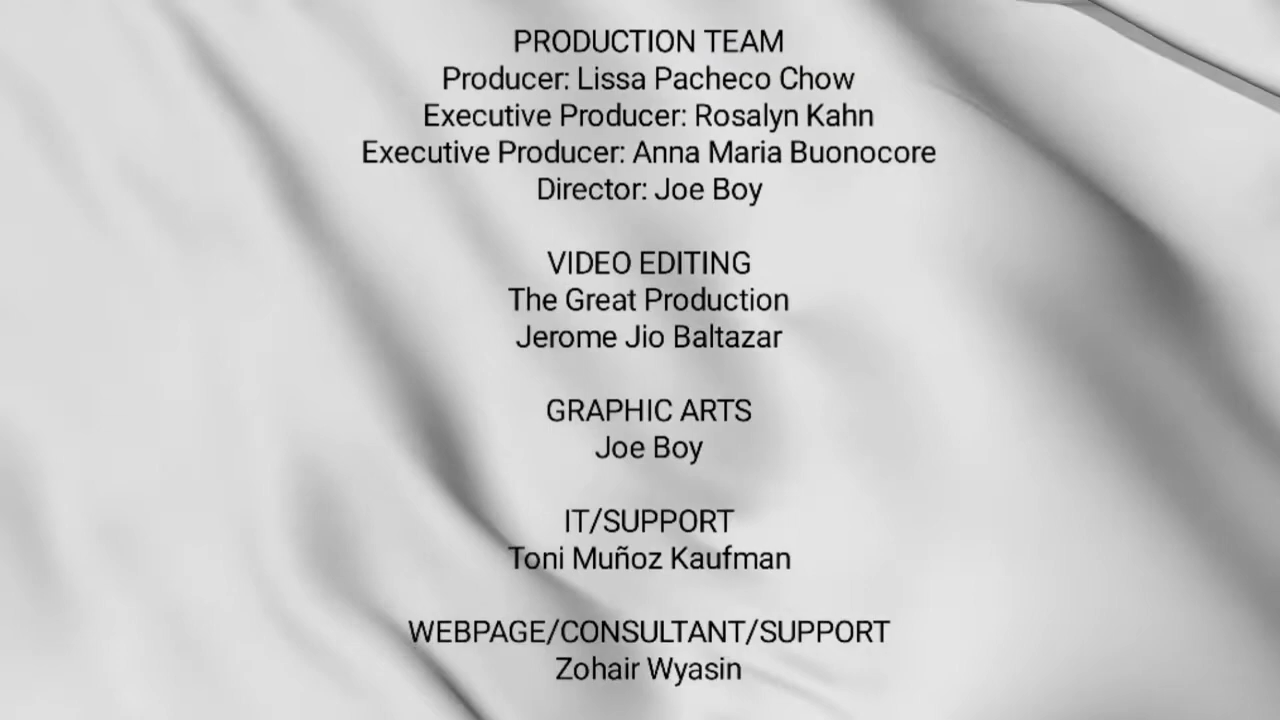 PRODUCTION TEAM
Producer: Lissa Pacheco Chow
Executive Producer: Rosalyn Kahn
Executive Producer: Anna Maria Buonocore
Director: Joe Boy
VIDEO EDITING
The Great Production
Jerome Jio Baltazar
GRAPHIC ARTS
Joe Boy
IT/SUPPORT
Toni Muñoz Kaufman
WEBPAGE/CONSULTANT/SUPPORT
Zohair Wyasin